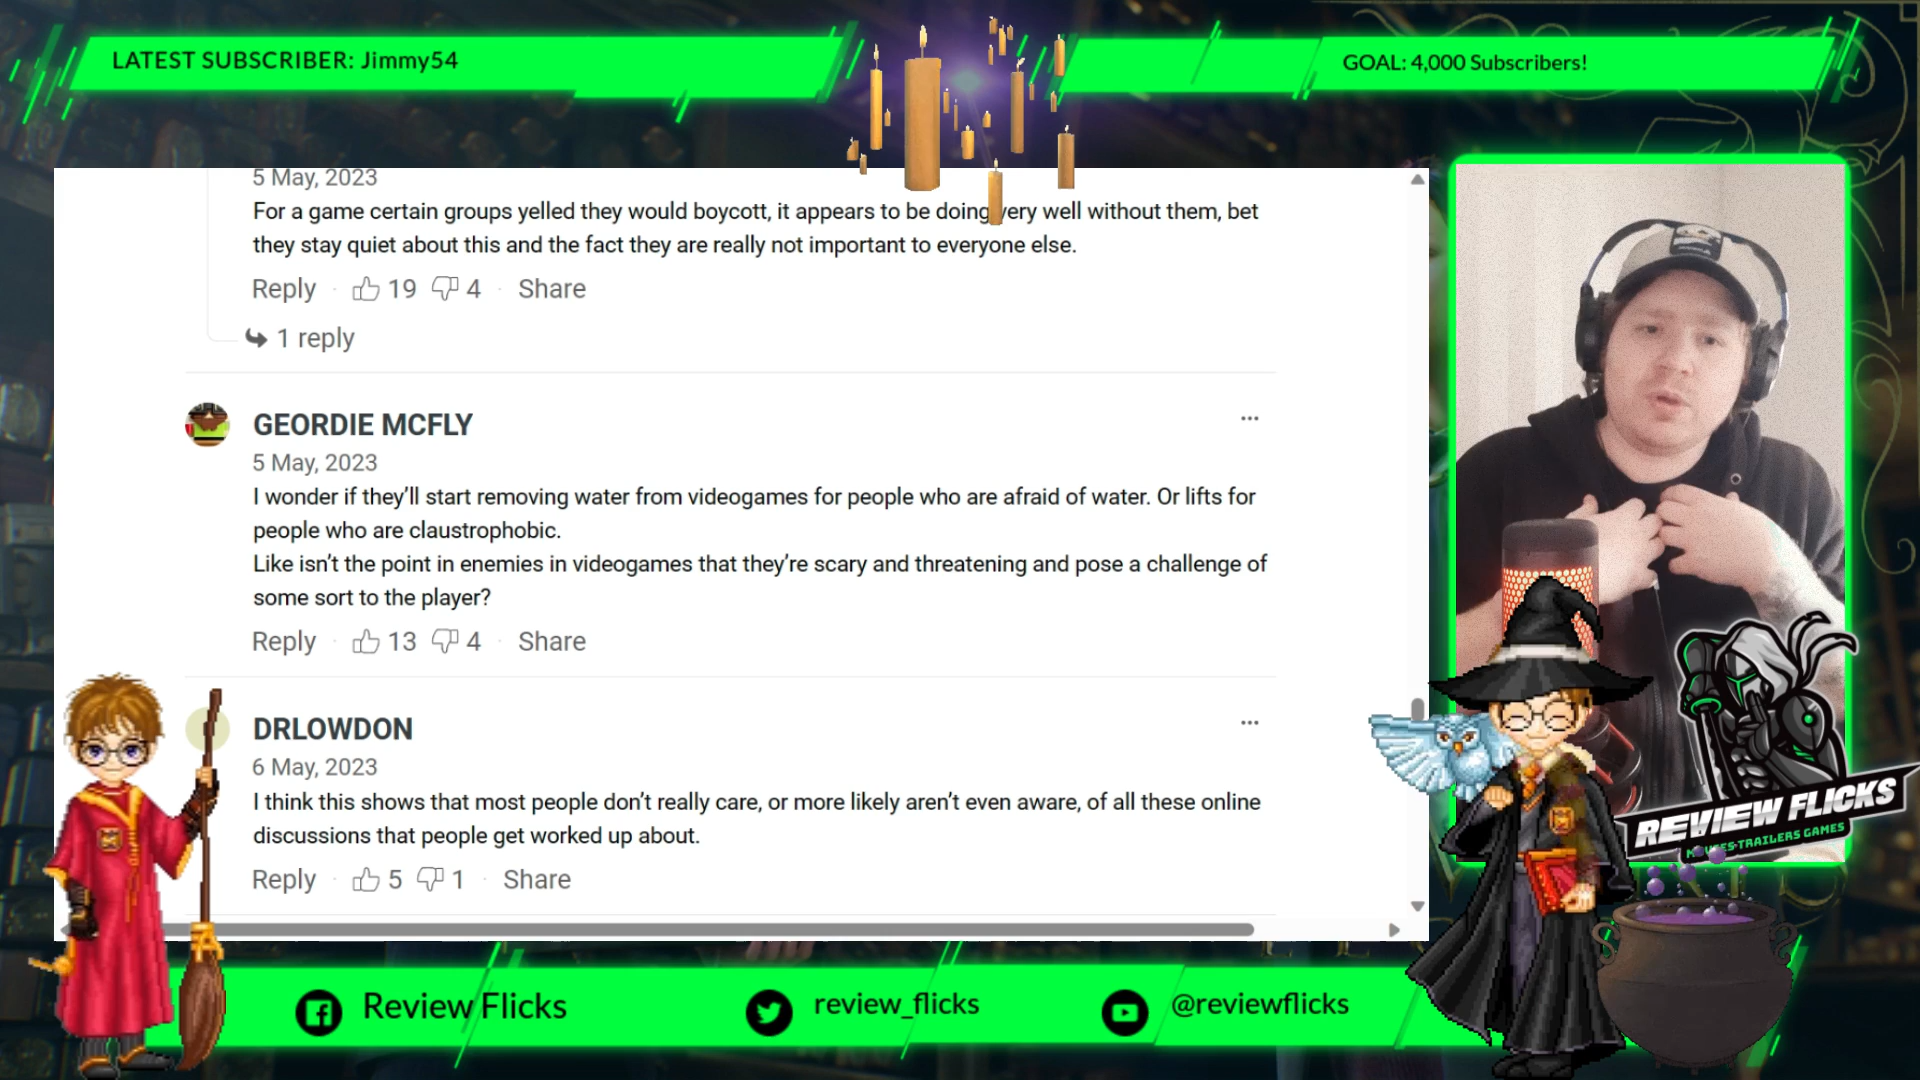 LATEST SUBSCRIBER: Jimmy54
GOAL: 4,000 Subscribers!
5 May, 2023
For a game certain groups yelled they would boycott, it appears to be doing very well without them, bet
they stay quiet about this and the fact they are really not important to everyone else.
Reply · 19 4 · Share
1 reply
GEORDIE MCFLY
5 May, 2023
I wonder if they'll start removing water from videogames for people who are afraid of water. Or lifts for
people who are claustrophobic.
Like isn't the point in enemies in videogames that they're scary and threatening and pose a challenge of
some sort to the player?
Reply · 13 4 · Share
DRLOWDON
6 May, 2023
I think this shows that most people don't really care, or more likely aren't even aware, of all these online
discussions that people get worked up about.
Reply · 5 1 · Share
REVIEW FLICKS
MOVIES-TRAILERS GAMES
Review Flicks
review_flicks
@reviewflicks